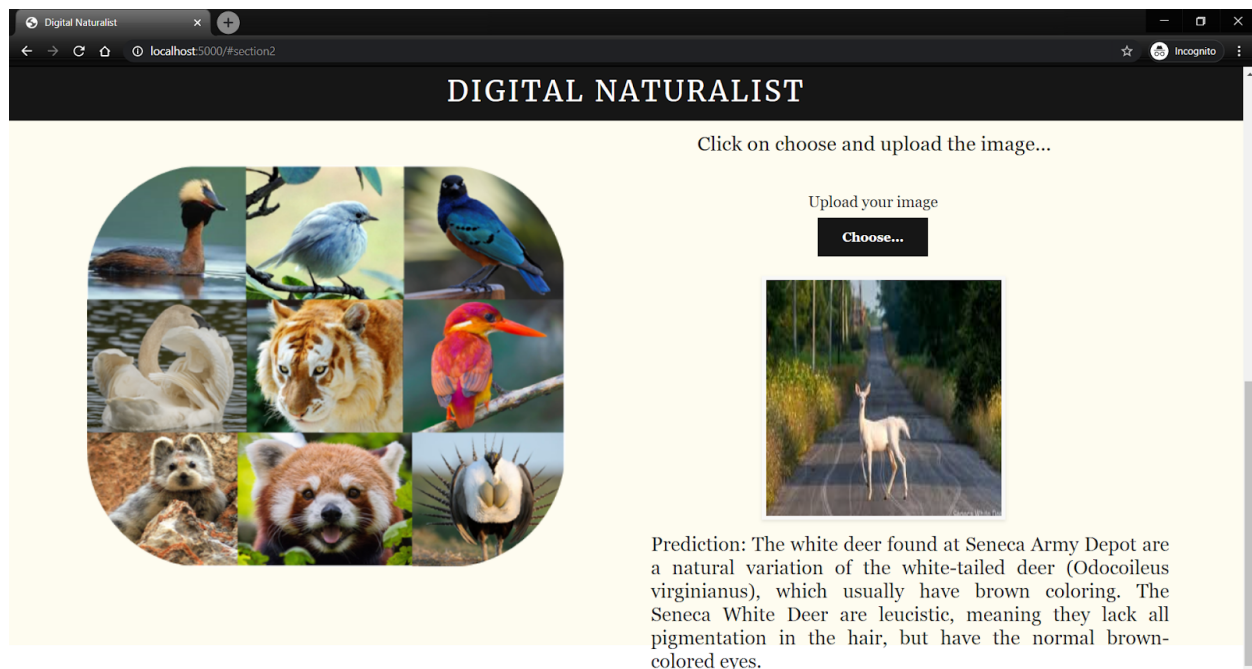 Digital Naturalist
localhost:5000/#section2
Incognito
DIGITAL NATURALIST
Click on choose and upload the image...
Upload your image
Choose...
Seneca White
Prediction: The white deer found at Seneca Army Depot are
a natural variation of the white-tailed deer (Odocoileus
virginianus), which usually have brown coloring. The
Seneca White Deer are leucistic, meaning they lack all
pigmentation in the hair, but have the normal brown-
colored eyes.